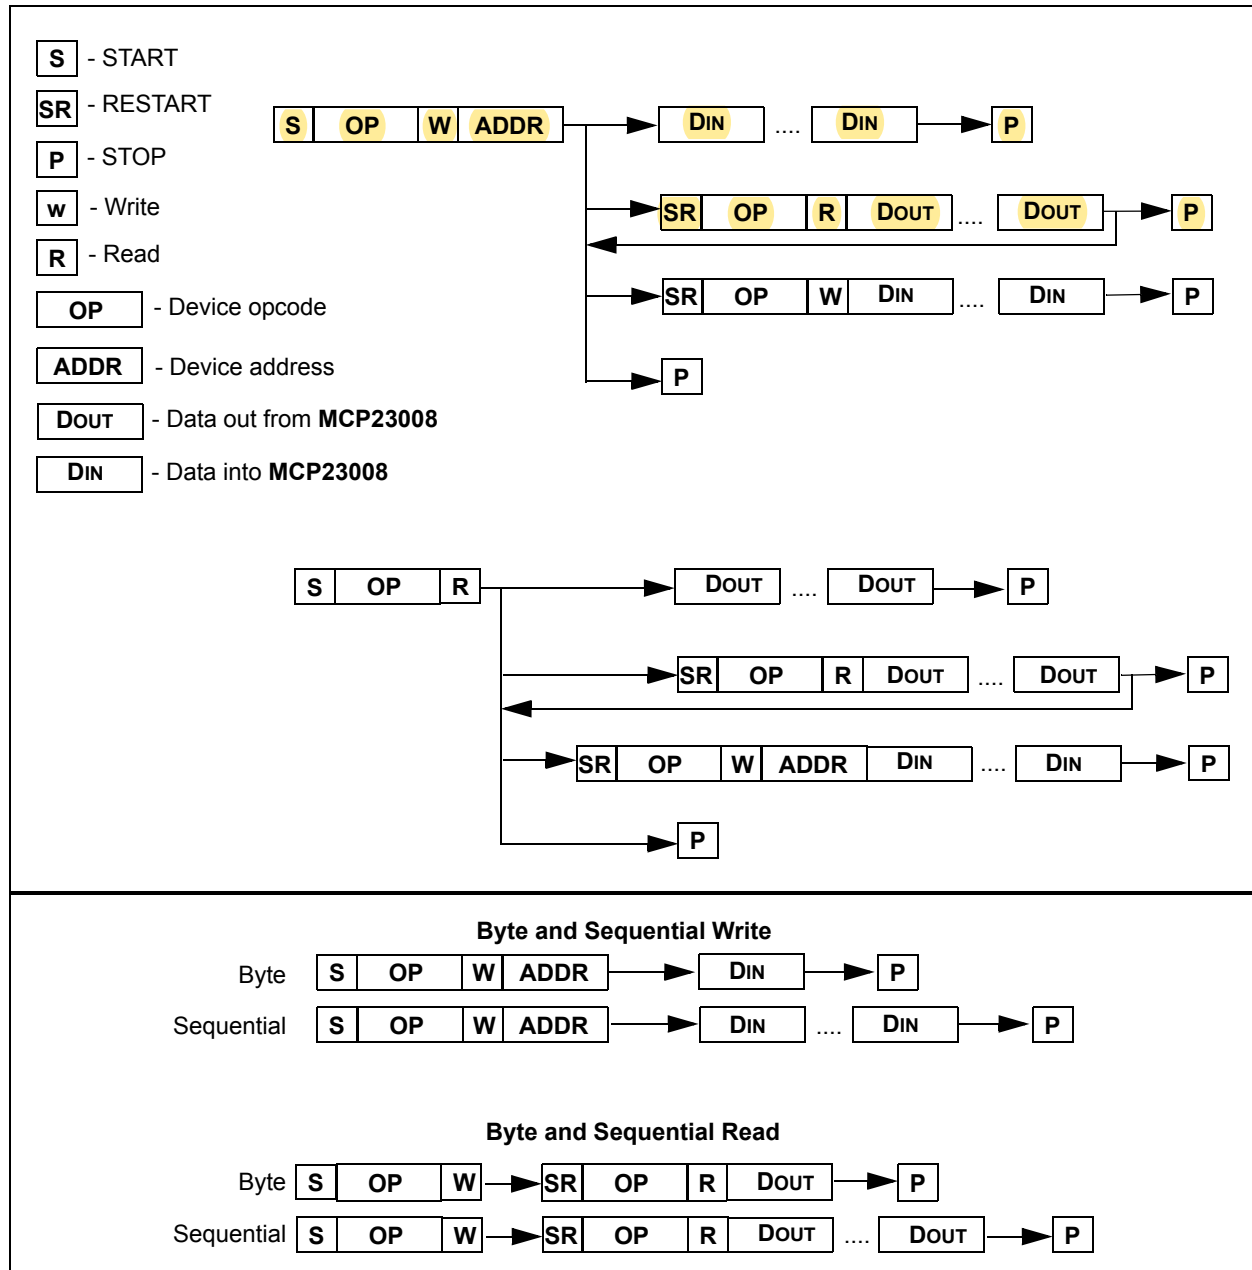 S - START
SR - RESTART
P - STOP
w - Write
R - Read
OP - Device opcode
ADDR - Device address
DOUT - Data out from MCP23008
DIN - Data into MCP23008
S OP W ADDR DIN .... DIN P
SR OP R DOUT .... DOUT P
SR OP W DIN .... DIN P
P
S OP R DOUT .... DOUT P
SR OP R DOUT .... DOUT P
SR OP W ADDR DIN .... DIN P
P
Byte and Sequential Write
Byte S OP W ADDR DIN P
Sequential S OP W ADDR DIN .... DIN P
Byte and Sequential Read
Byte S OP W SR OP R DOUT P
Sequential S OP W SR OP R DOUT .... DOUT P